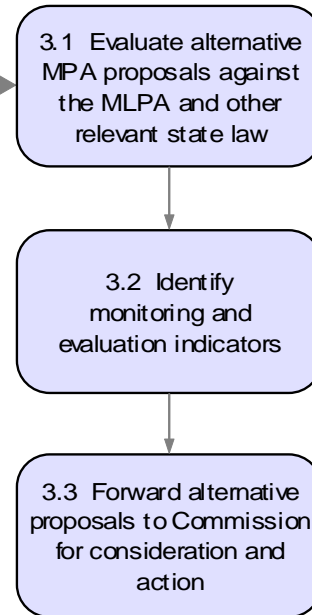 3.1 Evaluate alternative
MPA proposals against
the MLPA and other
relevant state law
3.2 Identify
monitoring and
evaluation indicators
3.3 Forward alternative
proposals to Commission
for consideration and
action